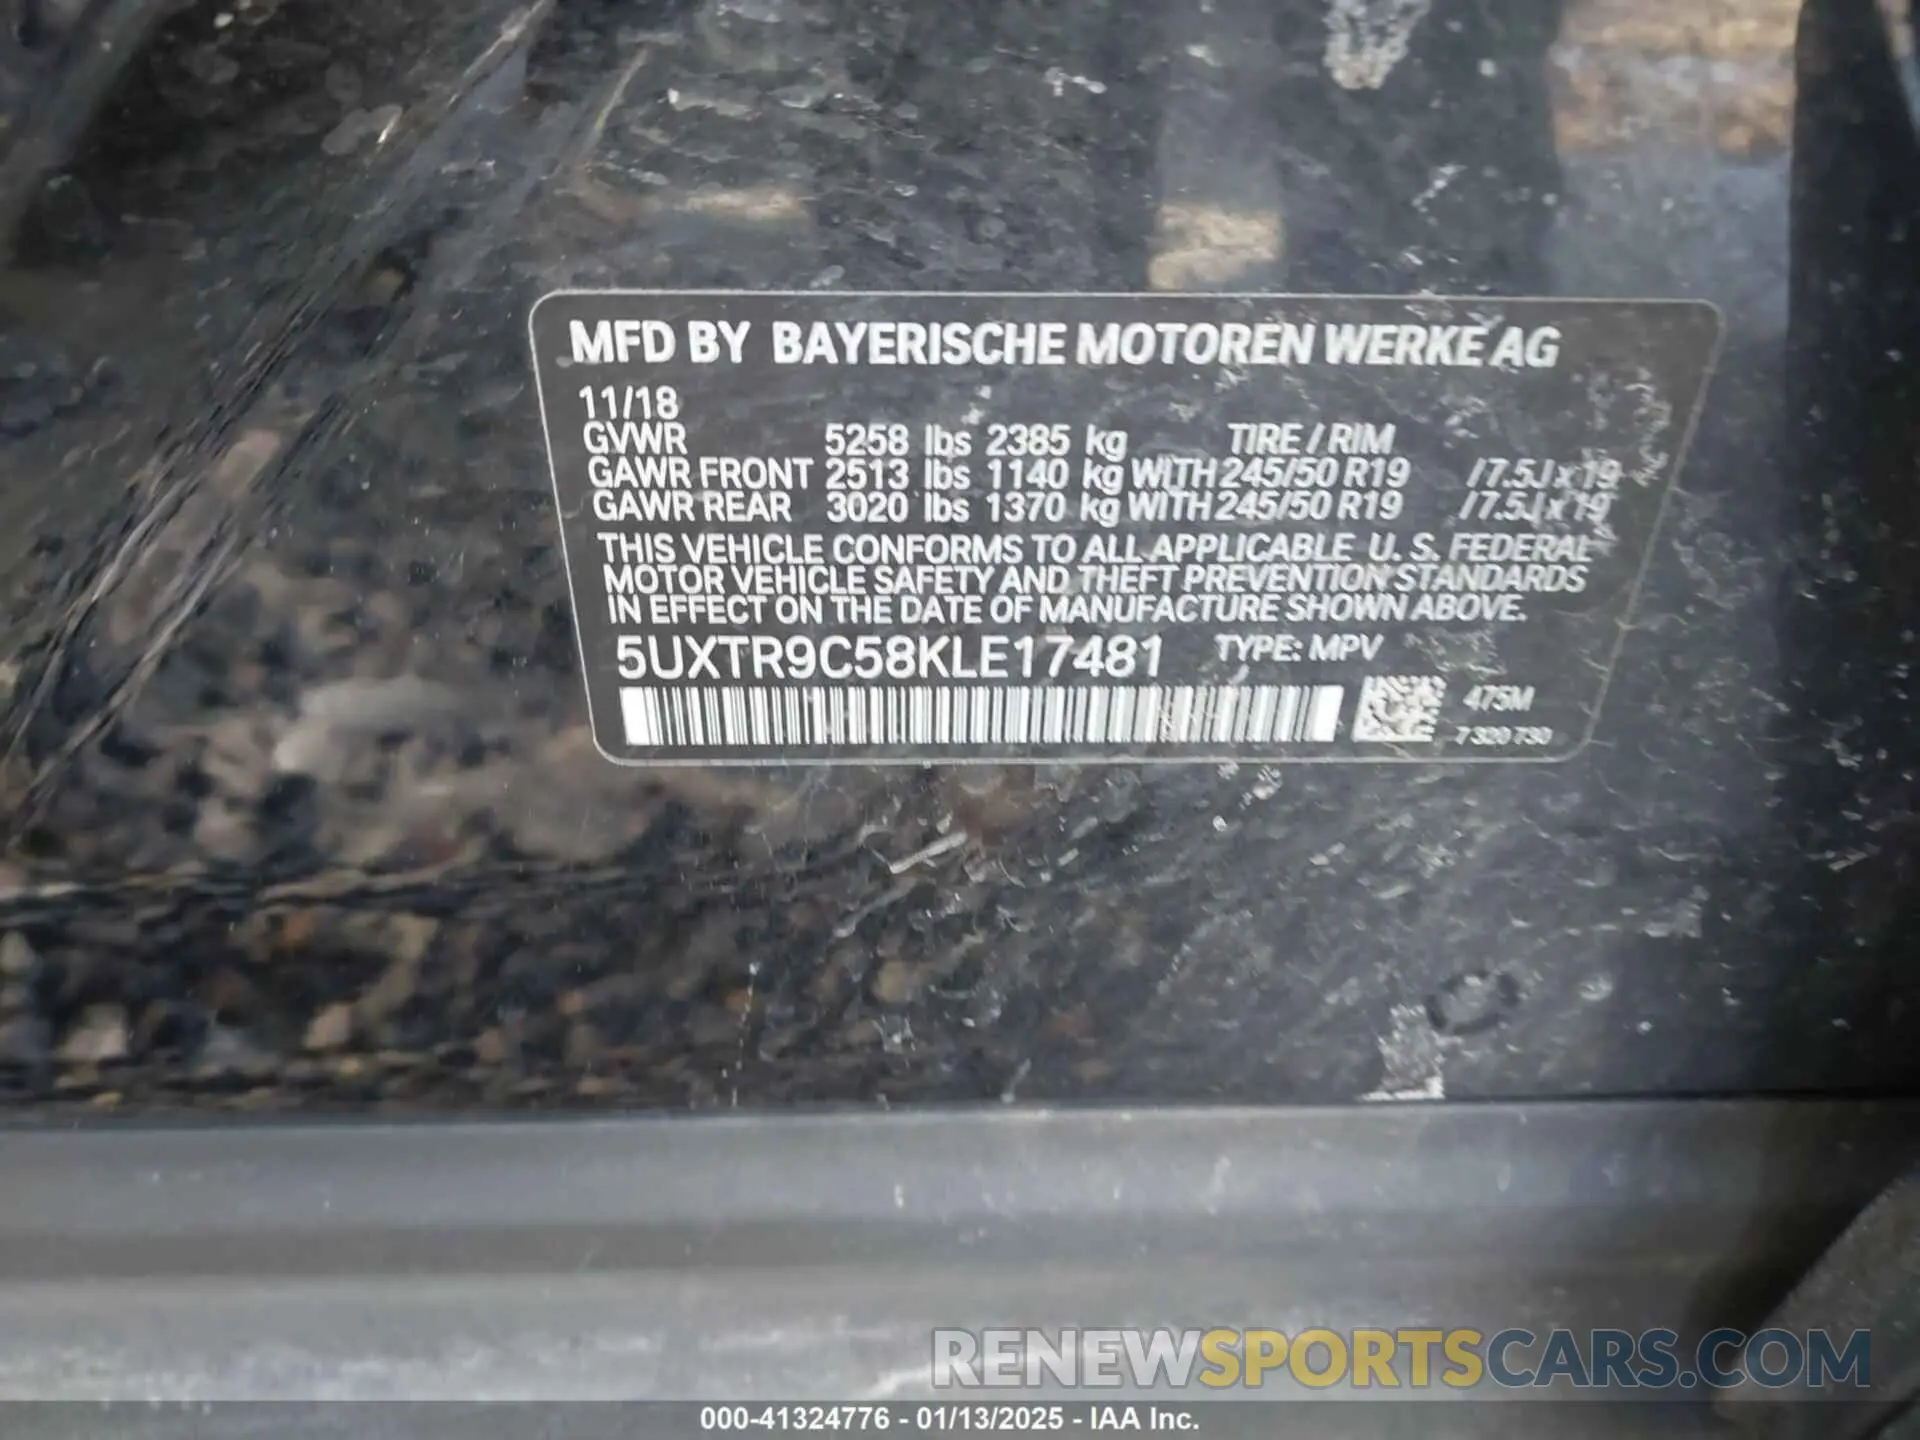 MFD BY BAYERISCHE MOTOREN WERKE AG
11/18
GVWR 5258 lbs 2385 kg TIRE / RIM
GAWR FRONT 2513 lbs 1140 kg WITH 245/50 R19 / 7.5J x 19
GAWR REAR 3020 lbs 1370 kg WITH 245/50 R19 / 7.5J x 19
THIS VEHICLE CONFORMS TO ALL APPLICABLE U. S. FEDERAL
MOTOR VEHICLE SAFETY AND THEFT PREVENTION STANDARDS
IN EFFECT ON THE DATE OF MANUFACTURE SHOWN ABOVE.
5UXTR9C58KLE17481 TYPE: MPV
475M
7 320 730
RENEWSPORTSCARS.COM
000-41324776 - 01/13/2025 - IAA Inc.